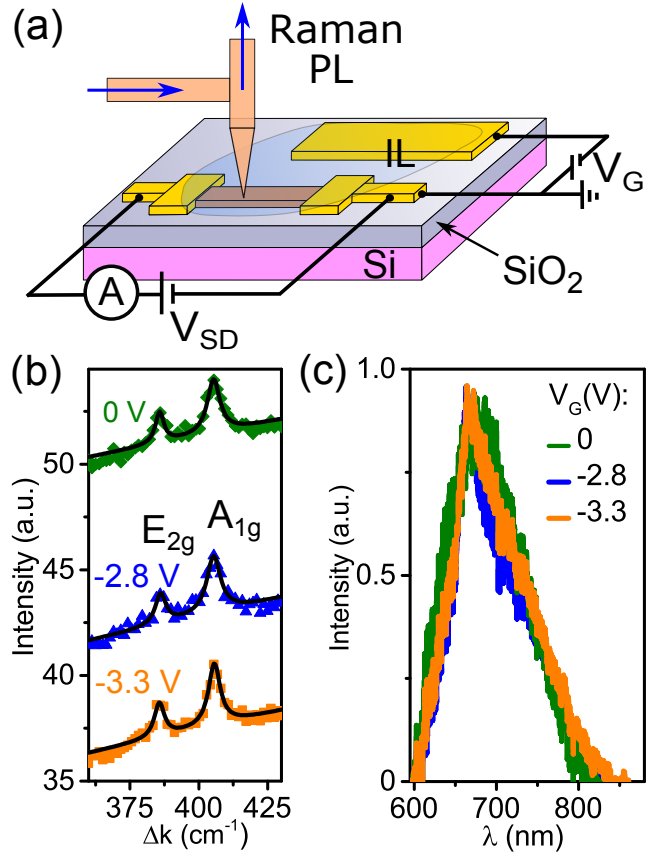 (a)
Raman
PL
IL
V_G
SiO₂
Si
A
V_SD
(b)
0 V
E_2g
A_1g
-2.8 V
-3.3 V
Intensity (a.u.)
50
45
40
35
375
400
425
Δk (cm⁻¹)
(c)
V_G(V):
0
-2.8
-3.3
Intensity (a.u.)
1.0
0.5
0
600
700
800
λ (nm)